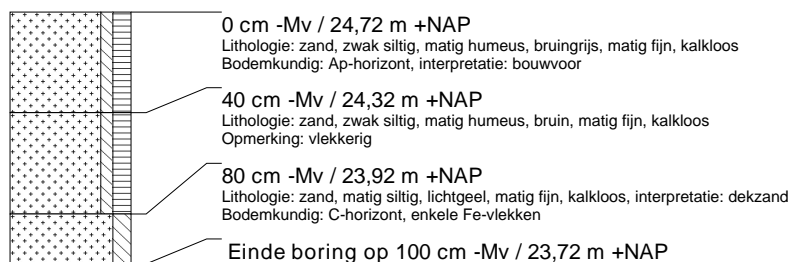 0 cm -Mv / 24,72 m +NAP
Lithologie: zand, zwak siltig, matig humeus, bruingrijs, matig fijn, kalkloos
Bodemkundig: Ap-horizont, interpretatie: bouwvoor
40 cm -Mv / 24,32 m +NAP
Lithologie: zand, zwak siltig, matig humeus, bruin, matig fijn, kalkloos
Opmerking: vlekkerig
80 cm -Mv / 23,92 m +NAP
Lithologie: zand, matig siltig, lichtgeel, matig fijn, kalkloos, interpretatie: dekzand
Bodemkundig: C-horizont, enkele Fe-vlekken
Einde boring op 100 cm -Mv / 23,72 m +NAP